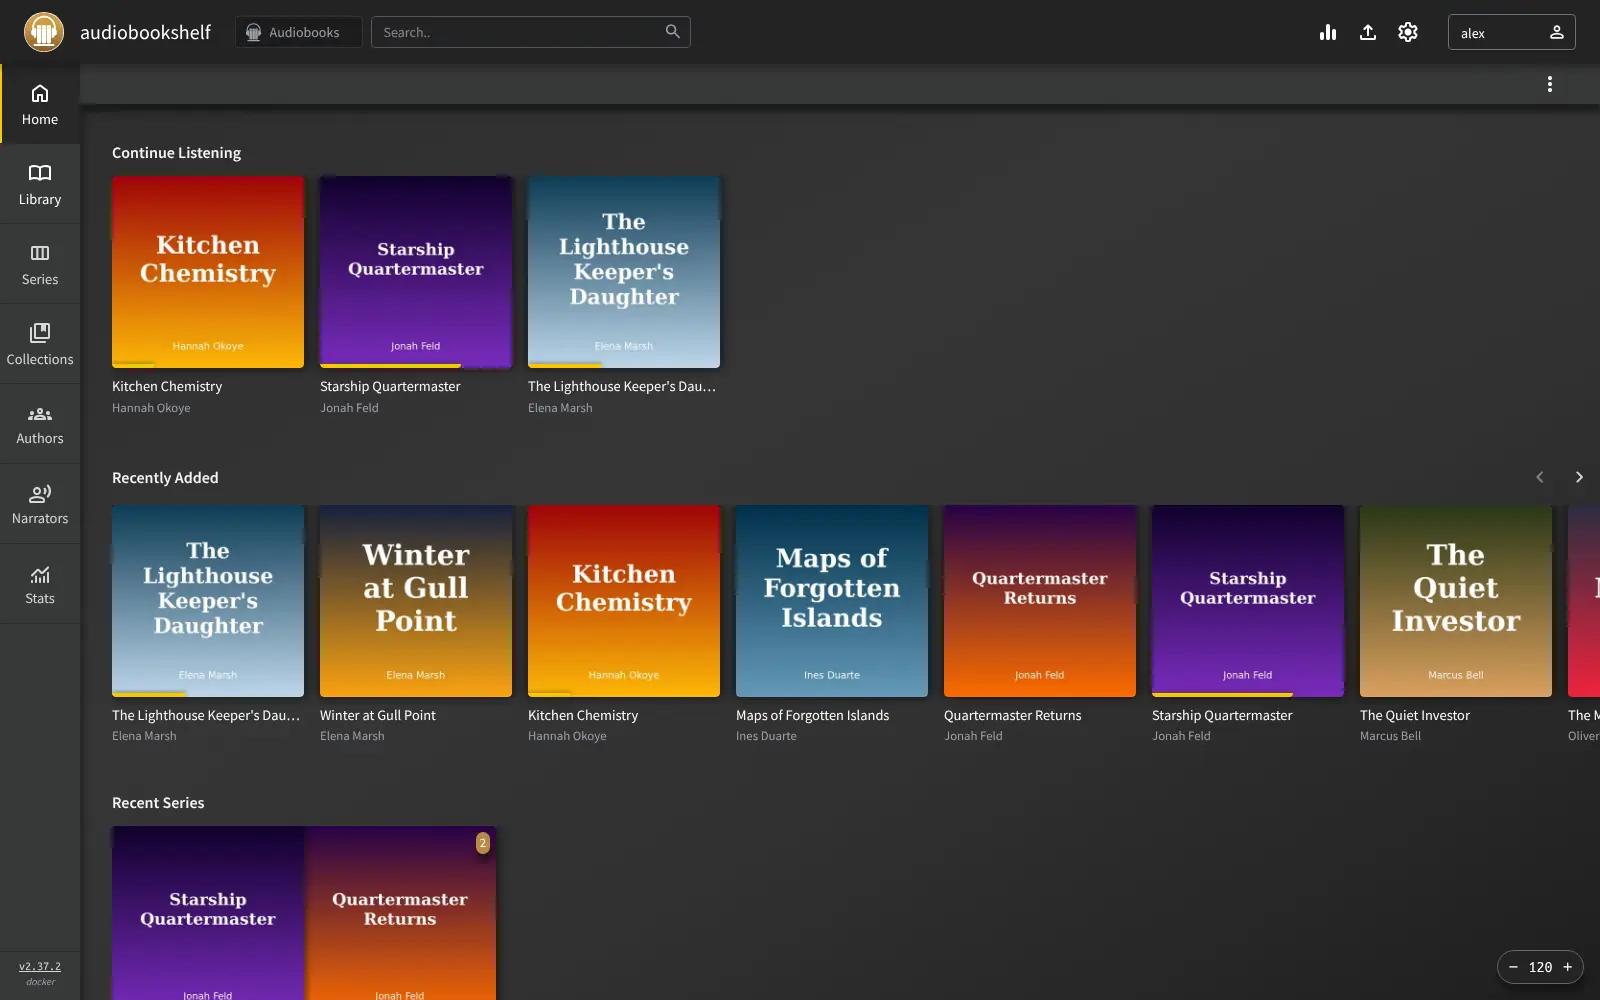 audiobookshelf
Audiobooks
Search..
alex
Home
Library
Series
Collections
Authors
Narrators
Stats
v2.37.2
docker
Continue Listening
Kitchen
Chemistry
Hannah Okoye
Kitchen Chemistry
Hannah Okoye
Starship
Quartermaster
Jonah Feld
Starship Quartermaster
Jonah Feld
The
Lighthouse
Keeper's
Daughter
Elena Marsh
The Lighthouse Keeper's Dau…
Elena Marsh
Recently Added
The
Lighthouse
Keeper's
Daughter
Elena Marsh
The Lighthouse Keeper's Dau…
Elena Marsh
Winter
at Gull
Point
Elena Marsh
Winter at Gull Point
Elena Marsh
Kitchen
Chemistry
Hannah Okoye
Kitchen Chemistry
Hannah Okoye
Maps of
Forgotten
Islands
Ines Duarte
Maps of Forgotten Islands
Ines Duarte
Quartermaster
Returns
Jonah Feld
Quartermaster Returns
Jonah Feld
Starship
Quartermaster
Jonah Feld
Starship Quartermaster
Jonah Feld
The
Quiet
Investor
Marcus Bell
The Quiet Investor
Marcus Bell
The
Oliver
Recent Series
Starship
Quartermaster
Jonah Feld
Quartermaster
Returns
Jonah Feld
2
− 120 +